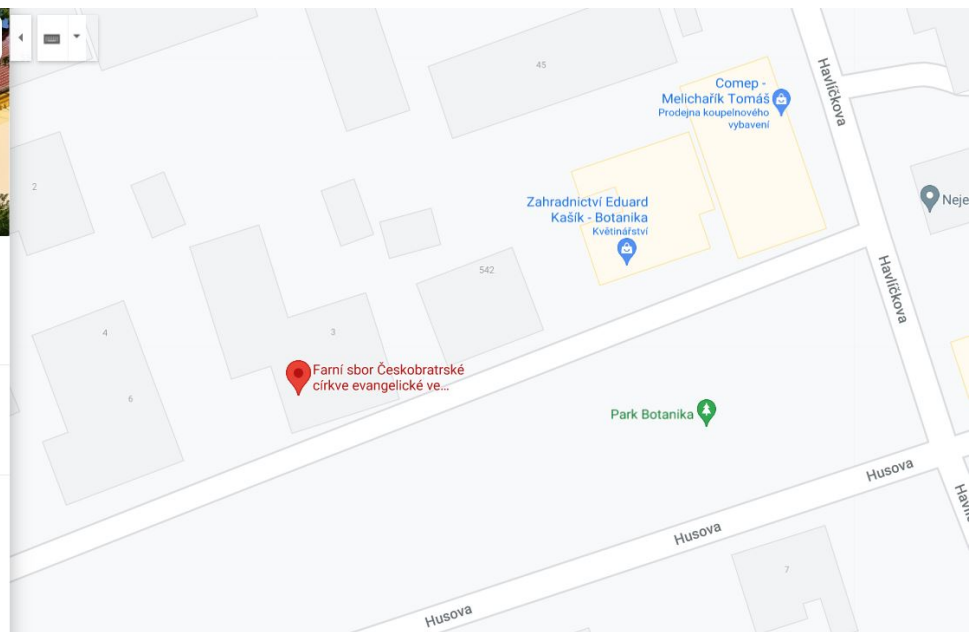 45
Comep -
Melichařík Tomáš
Prodejna koupelnového
vybavení
Havlíčkova
2
Neje
Zahradnictví Eduard
Kašík - Botanika
Květinářství
542
Havlíčkova
4
3
Farní sbor Českobratrské
církve evangelické ve...
6
Park Botanika
Husova
Husova
7
Husova